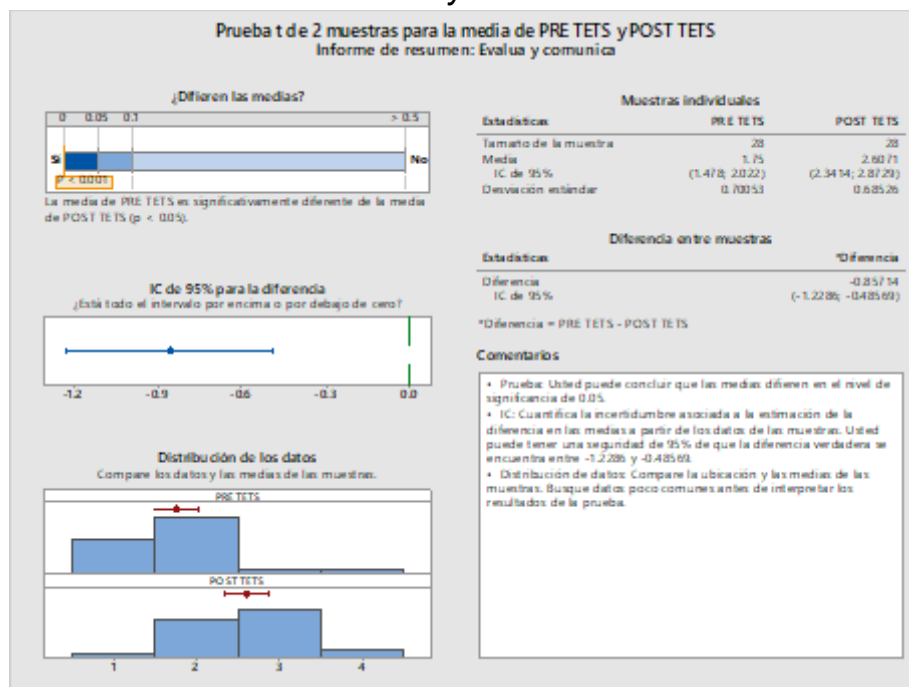 Prueba t de 2 muestras para la media de PRE TETS y POST TETS
Informe de resumen: Evalua y comunica
¿Difieren las medias?
0 0.05 0.1 > 0.5
Sí No
P < 0.001
La media de PRE TETS es significativamente diferente de la media
de POST TETS (p < 0.05).
IC de 95% para la diferencia
¿Está todo el intervalo por encima o por debajo de cero?
-1.2 -0.9 -0.6 -0.3 0.0
Distribución de los datos
Compare los datos y las medias de las muestras.
PRE TETS
POST TETS
1 2 3 4
Muestras individuales
Estadísticas PRE TETS POST TETS
Tamaño de la muestra 28 28
Media 1.75 2.6071
IC de 95% (1.478; 2.022) (2.3414; 2.8729)
Desviación estándar 0.70053 0.68526
Diferencia entre muestras
Estadísticas *Diferencia
Diferencia -0.85714
IC de 95% (-1.2286; -0.48569)
*Diferencia = PRE TETS - POST TETS
Comentarios
• Prueba: Usted puede concluir que las medias difieren en el nivel de
significancia de 0.05.
• IC: Cuantifica la incertidumbre asociada a la estimación de la
diferencia en las medias a partir de los datos de las muestras. Usted
puede tener una seguridad de 95% de que la diferencia verdadera se
encuentra entre -1.2286 y -0.48569.
• Distribución de datos: Compare la ubicación y las medias de las
muestras. Busque datos poco comunes antes de interpretar los
resultados de la prueba.